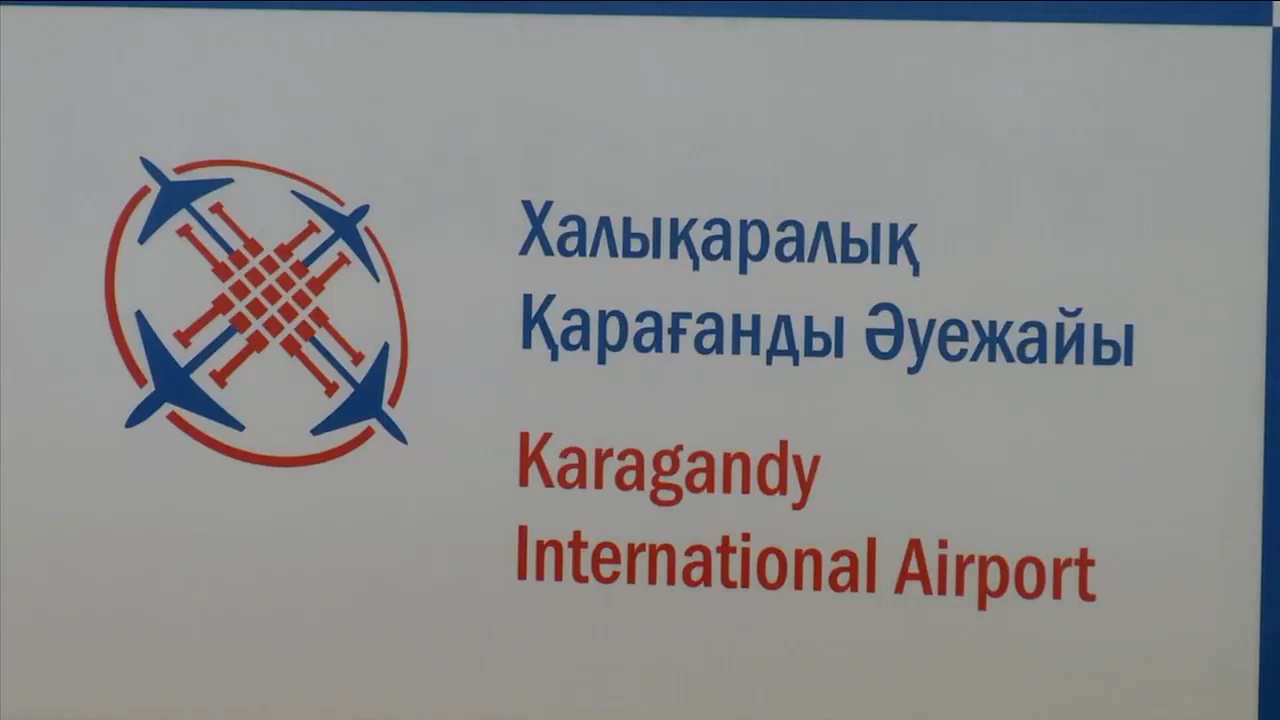 Халықаралық
Қарағанды Әуежайы
Karagandy
International Airport